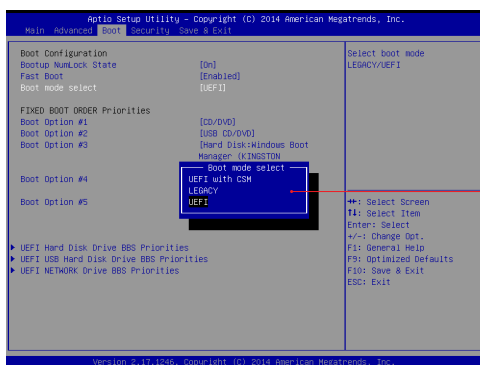 Aptio Setup Utility – Copyright (C) 2014 American Megatrends, Inc.
Main Advanced Boot Security Save & Exit
Boot Configuration
Bootup NumLock State [On]
Fast Boot [Enabled]
Boot mode select [UEFI]
FIXED BOOT ORDER Priorities
Boot Option #1 [CD/DVD]
Boot Option #2 [USB CD/DVD]
Boot Option #3 [Hard Disk:Windows Boot
Manager (KINGSTON
Boot Option #4
Boot Option #5
Boot mode select
UEFI with CSM
LEGACY
UEFI
UEFI Hard Disk Drive BBS Priorities
UEFI USB Hard Disk Drive BBS Priorities
UEFI NETWORK Drive BBS Priorities
Select boot mode
LEGACY/UEFI
→←: Select Screen
↑↓: Select Item
Enter: Select
+/-: Change Opt.
F1: General Help
F9: Optimized Defaults
F10: Save & Exit
ESC: Exit
Version 2.17.1246. Copyright (C) 2014 American Megatrends, Inc.